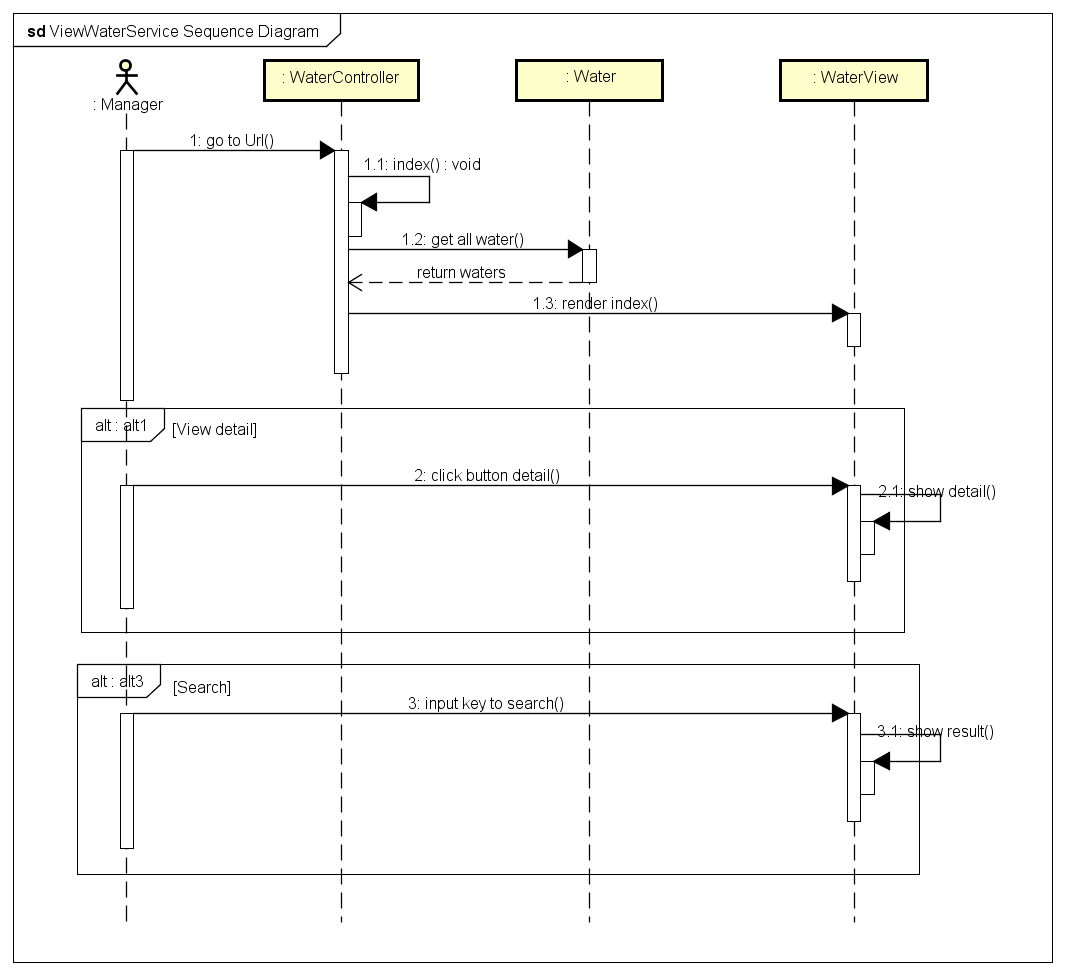 sd ViewWaterService Sequence Diagram
: Manager
: WaterController
: Water
: WaterView
1: go to Url()
1.1: index() : void
1.2: get all water()
return waters
1.3: render index()
alt : alt1
[View detail]
2: click button detail()
2.1: show detail()
alt : alt3
[Search]
3: input key to search()
3.1: show result()